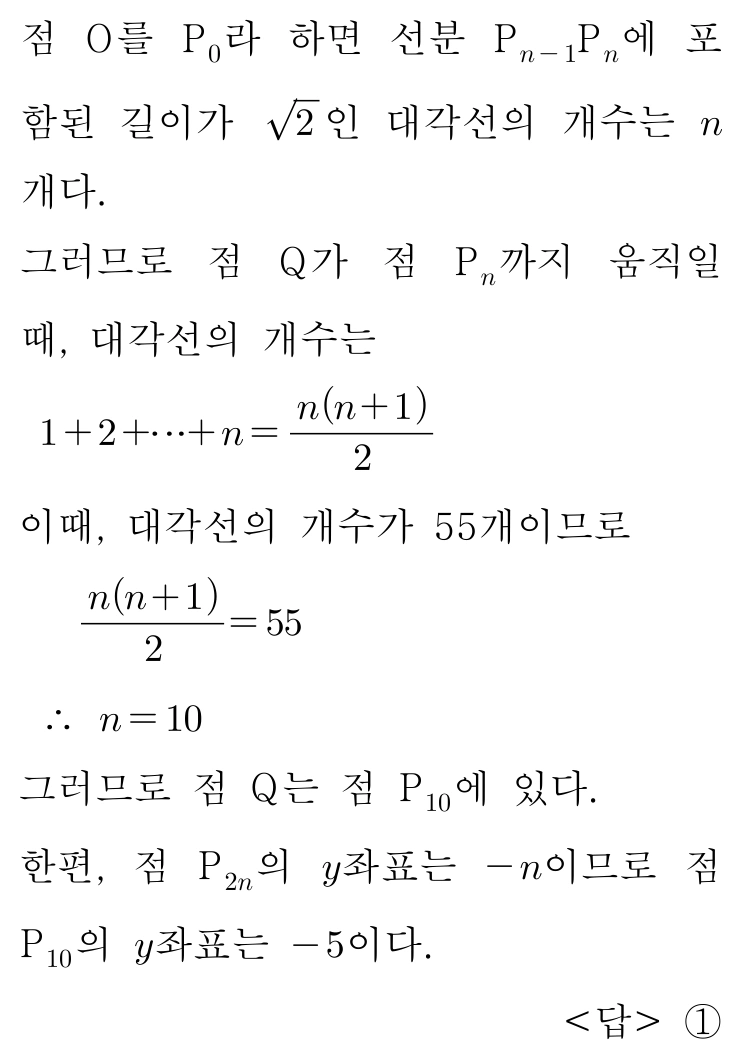 점 O를 P₀라 하면 선분 Pₙ₋₁Pₙ에 포
함된 길이가 √2인 대각선의 개수는 n
개다.
그러므로 점 Q가 점 Pₙ까지 움직일
때, 대각선의 개수는
1+2+⋯+n=n(n+1)/2
이때, 대각선의 개수가 55개이므로
n(n+1)/2=55
∴ n=10
그러므로 점 Q는 점 P₁₀에 있다.
한편, 점 P₂ₙ의 y좌표는 -n이므로 점
P₁₀의 y좌표는 -5이다.
<답> ①